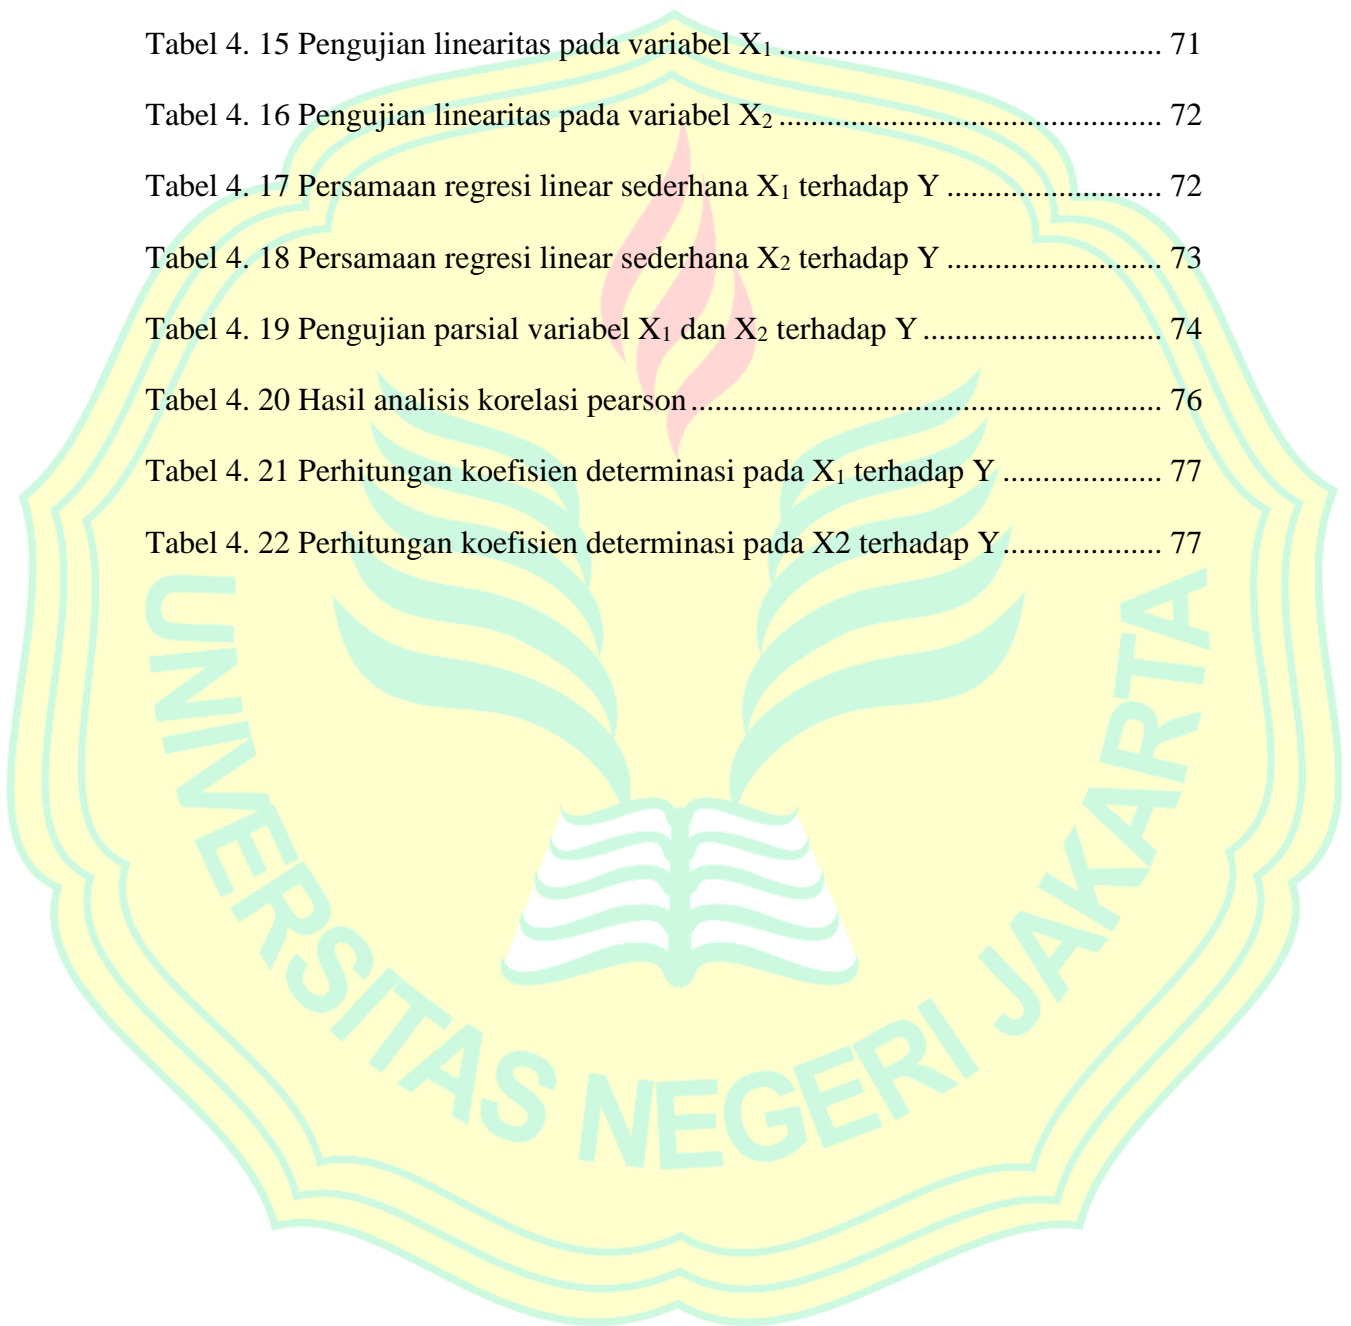 Tabel 4. 15 Pengujian linearitas pada variabel X₁ ................................................ 71
Tabel 4. 16 Pengujian linearitas pada variabel X₂ ................................................ 72
Tabel 4. 17 Persamaan regresi linear sederhana X₁ terhadap Y ........................... 72
Tabel 4. 18 Persamaan regresi linear sederhana X₂ terhadap Y ........................... 73
Tabel 4. 19 Pengujian parsial variabel X₁ dan X₂ terhadap Y .............................. 74
Tabel 4. 20 Hasil analisis korelasi pearson ........................................................... 76
Tabel 4. 21 Perhitungan koefisien determinasi pada X₁ terhadap Y .................... 77
Tabel 4. 22 Perhitungan koefisien determinasi pada X2 terhadap Y .................... 77
UNIVERSITAS NEGERI JAKARTA